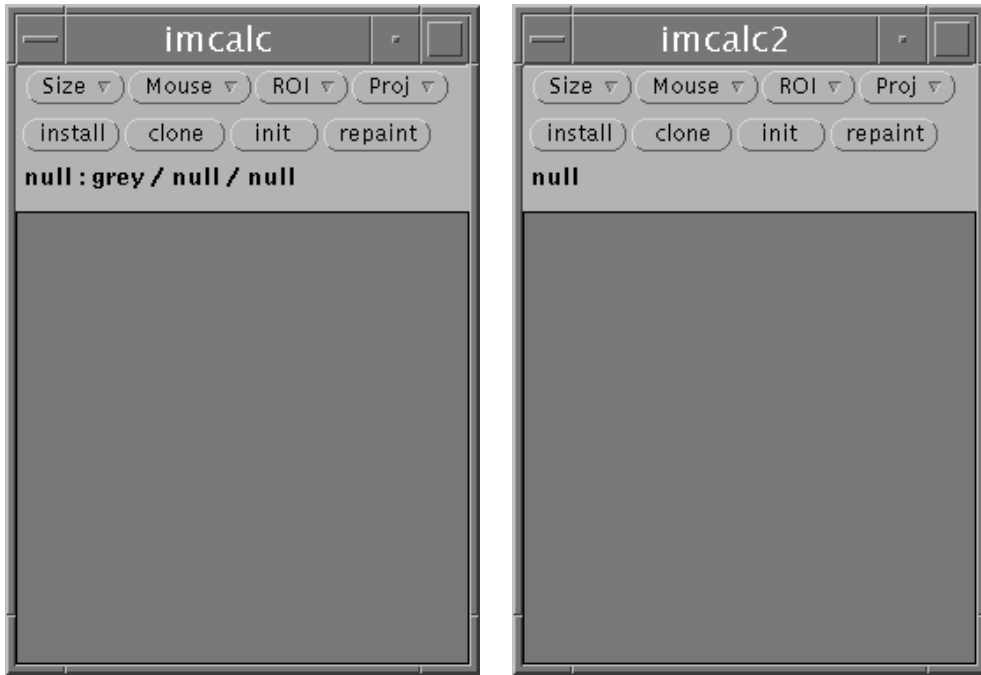 imcalc
Size Mouse ROI Proj
install clone init repaint
null : grey / null / null
imcalc2
Size Mouse ROI Proj
install clone init repaint
null